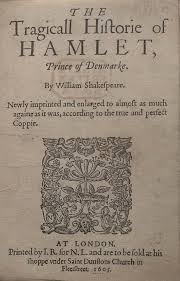 THE
Tragicall Historie of
HAMLET,
Prince of Denmarke.
By William Shakespeare.
Newly imprinted and enlarged to almost as much
againe as it was, according to the true and perfect
Coppie.
AT LONDON,
Printed by I. R. for N. L. and are to be sold at his
shoppe vnder Saint Dunstons Church in
Fleetstreet. 1605.